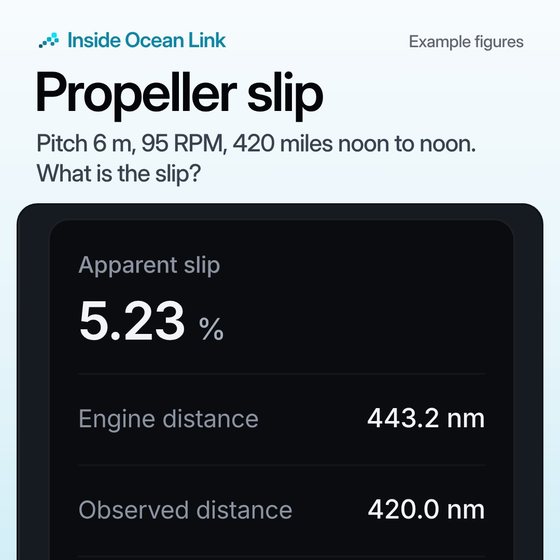 Inside Ocean Link
Example figures
Propeller slip
Pitch 6 m, 95 RPM, 420 miles noon to noon.
What is the slip?
Apparent slip
5.23 %
Engine distance 443.2 nm
Observed distance 420.0 nm